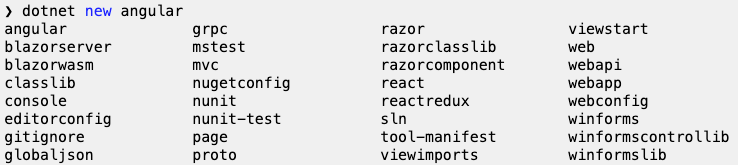 ❯ dotnet new angular
angular grpc razor viewstart
blazorserver mstest razorclasslib web
blazorwasm mvc razorcomponent webapi
classlib nugetconfig react webapp
console nunit reactredux webconfig
editorconfig nunit-test sln winforms
gitignore page tool-manifest winformscontrollib
globaljson proto viewimports winformslib